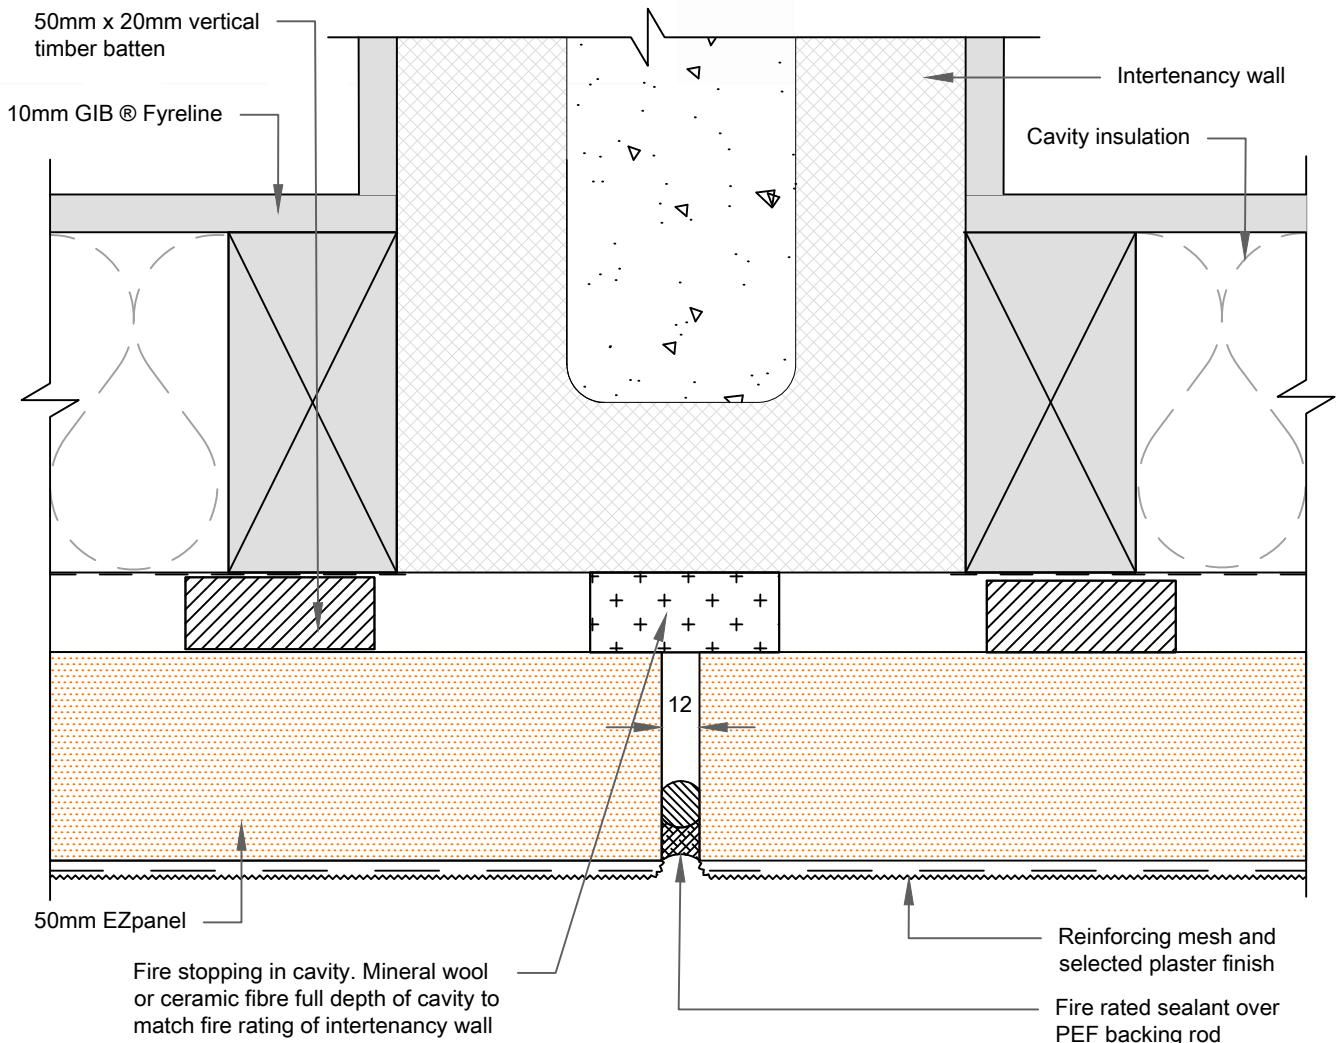 50mm x 20mm vertical
timber batten
10mm GIB ® Fyreline
Intertenancy wall
Cavity insulation
12
50mm EZpanel
Fire stopping in cavity. Mineral wool
or ceramic fibre full depth of cavity to
match fire rating of intertenancy wall
Reinforcing mesh and
selected plaster finish
Fire rated sealant over
PEF backing rod